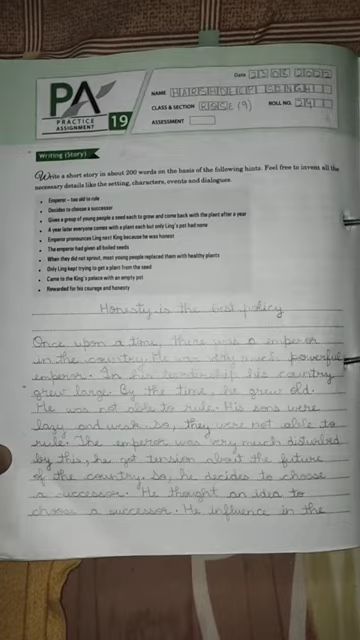 PA
PRACTICE
ASSIGNMENT 19
Date 23 08 2022
NAME HARSHDEEP SINGH
CLASS & SECTION (9) ROLL NO.
ASSESSMENT
Writing (Story)
Write a short story in about 200 words on the basis of the following hints. Feel free to invent all the
necessary details like the setting, characters, events and dialogues.
• Emperor – too old to rule
• Decides to choose a successor
• Gives a group of young people a seed each to grow and come back with the plant after a year
• A year later everyone comes with a plant each but only Ling's pot had none
• Emperor pronounces Ling next King because he was honest
• The emperor had given all boiled seeds
• When they did not sprout, most young people replaced them with healthy plants
• Only Ling kept trying to get a plant from the seed
• Came to the King's palace with an empty pot
• Rewarded for his courage and honesty
Honesty is the best policy
Once upon a time, there was a emperor
in the country. He was very much powerful
emperor. In his leadership his country
grew large. By the time, he grew old.
He was not able to rule. His sons were
lazy and weak. So, they were not able to
rule. The emperor was very much disturbed
by this, he got tension about the future
of the country. So, he decides to choose
a successor. He thought an idea to
choose a successor. He influence in the